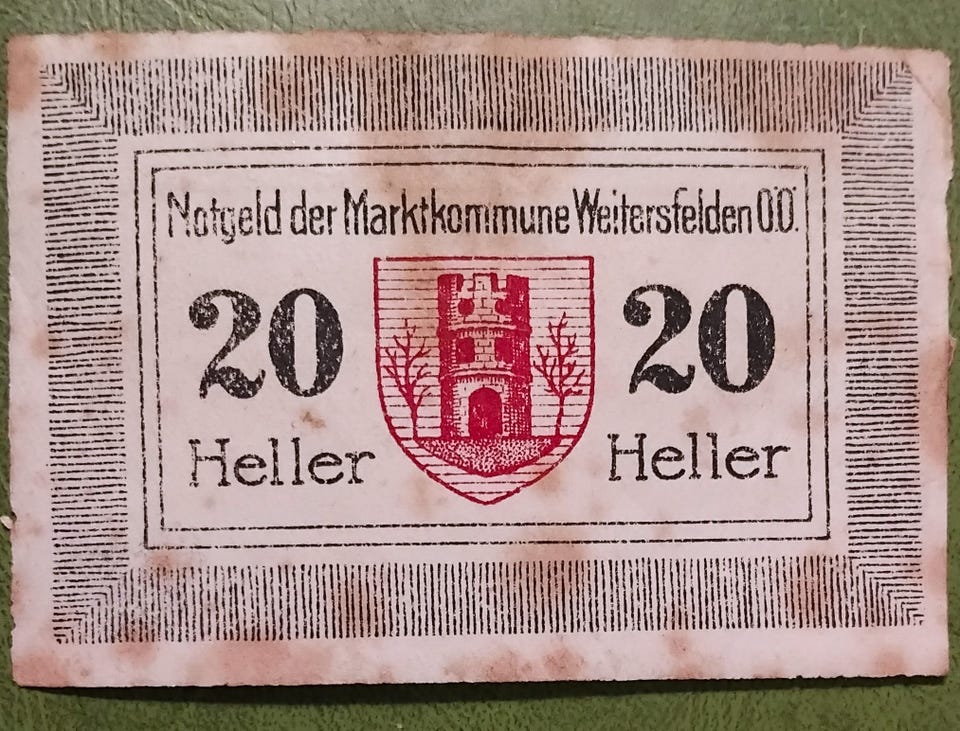 Notgeld der Marktkommune Weitersfelden O.Ö.
20 20
Heller Heller